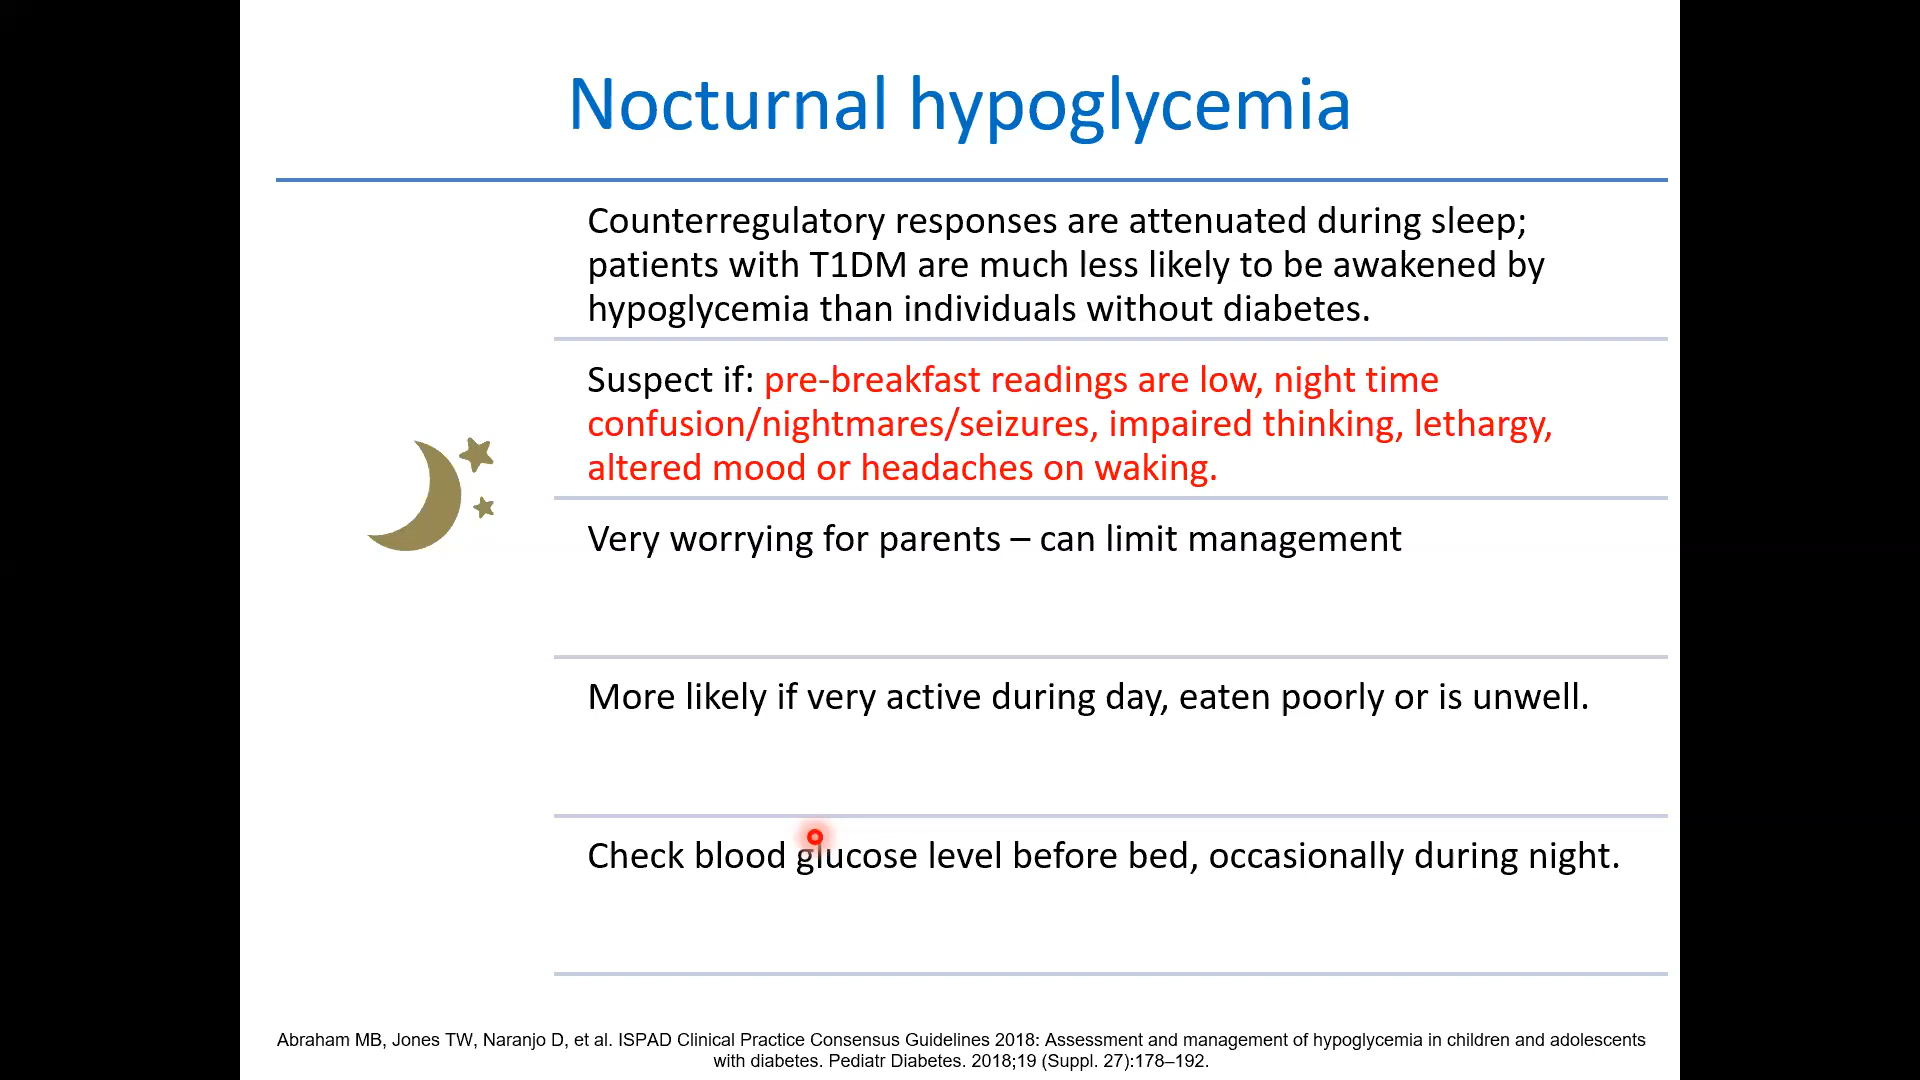 Nocturnal hypoglycemia
Counterregulatory responses are attenuated during sleep;
patients with T1DM are much less likely to be awakened by
hypoglycemia than individuals without diabetes.
Suspect if: pre-breakfast readings are low, night time
confusion/nightmares/seizures, impaired thinking, lethargy,
altered mood or headaches on waking.
Very worrying for parents – can limit management
More likely if very active during day, eaten poorly or is unwell.
Check blood glucose level before bed, occasionally during night.
Abraham MB, Jones TW, Naranjo D, et al. ISPAD Clinical Practice Consensus Guidelines 2018: Assessment and management of hypoglycemia in children and adolescents
with diabetes. Pediatr Diabetes. 2018;19 (Suppl. 27):178–192.